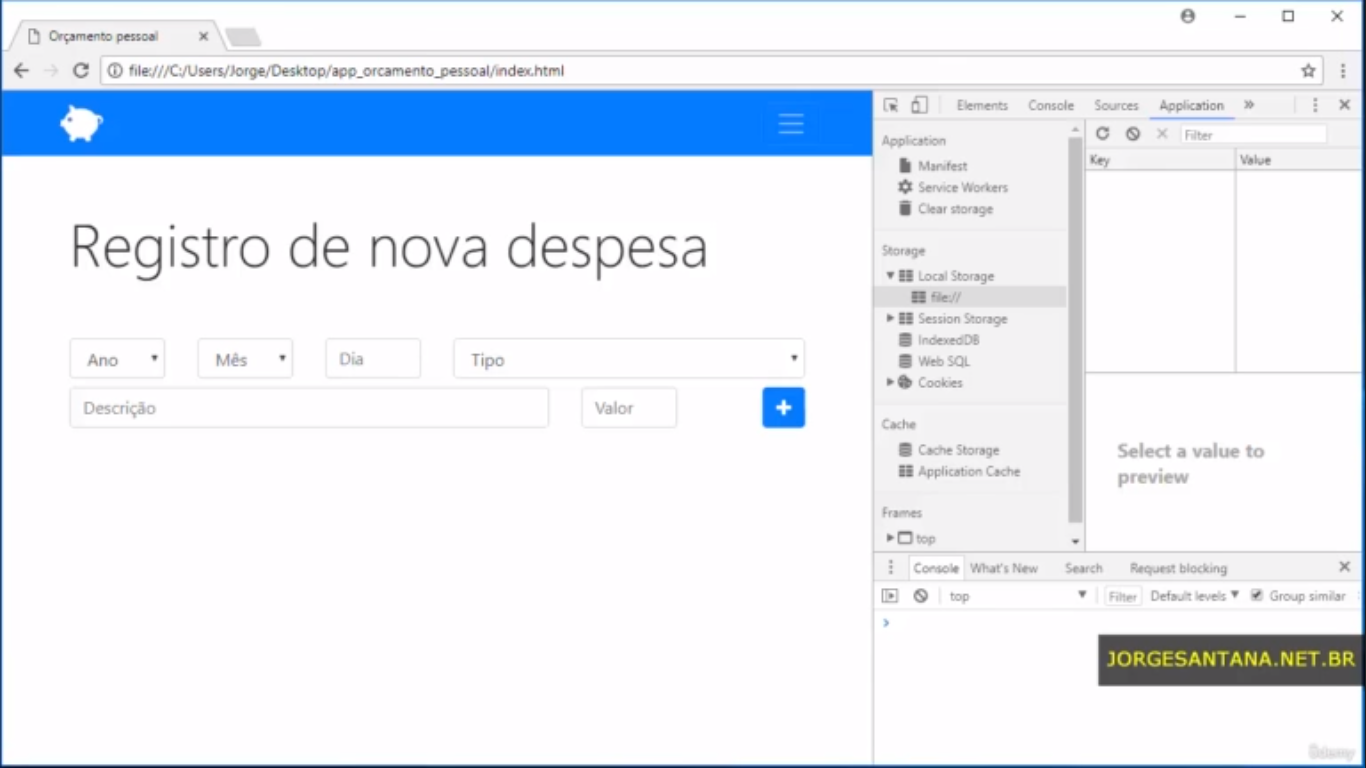 Orçamento pessoal
file:///C:/Users/Jorge/Desktop/app_orcamento_pessoal/index.html
Registro de nova despesa
Ano
Mês
Dia
Tipo
Descrição
Valor
Elements Console Sources Application
Application
Manifest
Service Workers
Clear storage
Storage
Local Storage
file://
Session Storage
IndexedDB
Web SQL
Cookies
Cache
Cache Storage
Application Cache
Frames
top
Filter
Key Value
Select a value to
preview
Console What's New Search Request blocking
top Filter Default levels Group similar
JORGESANTANA.NET.BR
Udemy